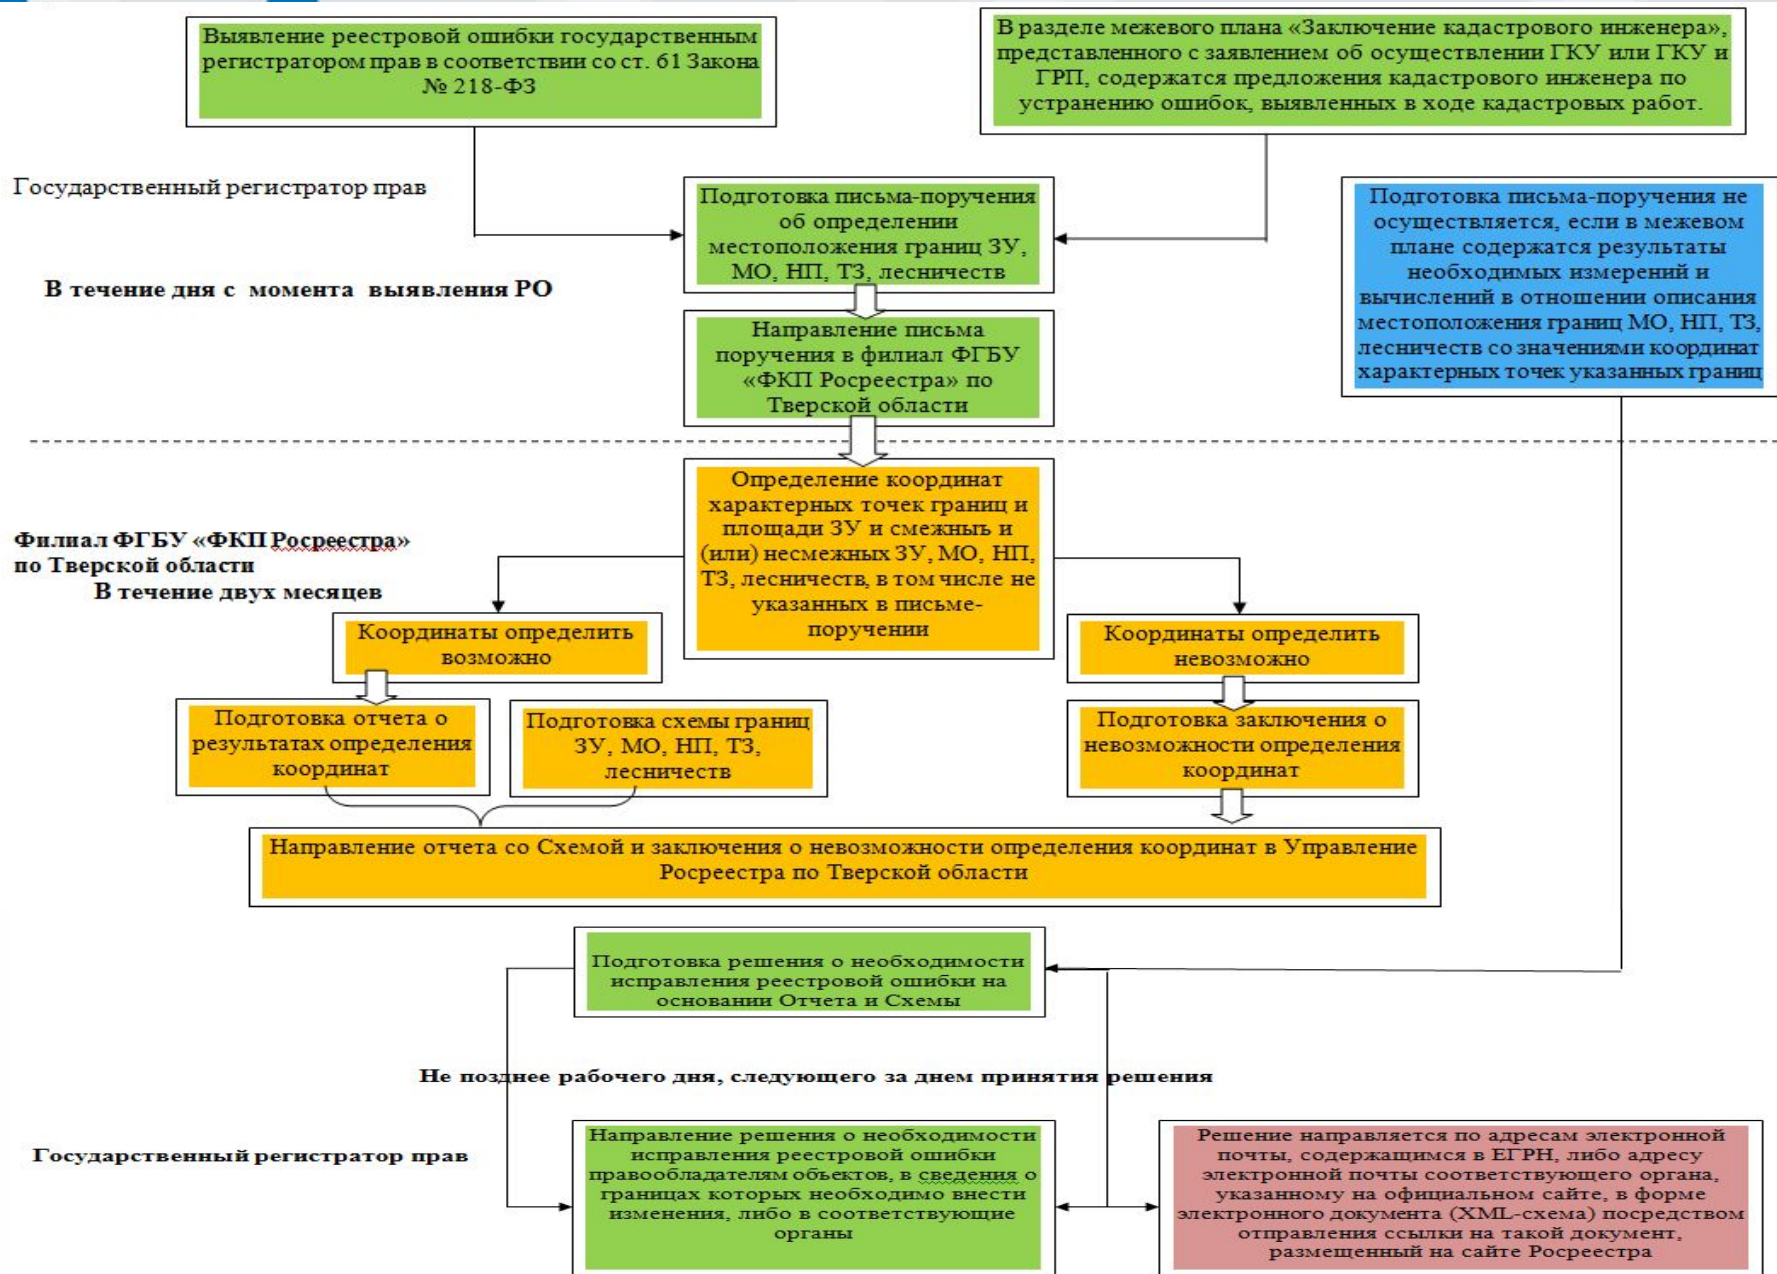 Выявление реестровой ошибки государственным
регистратором прав в соответствии со ст. 61 Закона
№ 218-ФЗ
В разделе межевого плана «Заключение кадастрового инженера»,
представленного с заявлением об осуществлении ГКУ или ГКУ и
ГРП, содержатся предложения кадастрового инженера по
устранению ошибок, выявленных в ходе кадастровых работ.
Государственный регистратор прав
Подготовка письма-поручения
об определении
местоположения границ ЗУ,
МО, НП, ТЗ, лесничеств
Подготовка письма-поручения не
осуществляется, если в межевом
плане содержатся результаты
необходимых измерений и
вычислений в отношении описания
местоположения границ МО, НП, ТЗ,
лесничеств со значениями координат
характерных точек указанных границ
В течение дня с момента выявления РО
Направление письма
поручения в филиал ФГБУ
«ФКП Росреестра» по
Тверской области
Определение координат
характерных точек границ и
площади ЗУ и смежныъ и
(или) несмежных ЗУ, МО, НП,
ТЗ, лесничеств, в том числе не
указанных в письме-
поручении
Филиал ФГБУ «ФКП Росреестра»
по Тверской области
В течение двух месяцев
Координаты определить
возможно
Координаты определить
невозможно
Подготовка отчета о
результатах определения
координат
Подготовка схемы границ
ЗУ, МО, НП, ТЗ,
лесничеств
Подготовка заключения о
невозможности определения
координат
Направление отчета со Схемой и заключения о невозможности определения координат в Управление
Росреестра по Тверской области
Подготовка решения о необходимости
исправления реестровой ошибки на
основании Отчета и Схемы
Не позднее рабочего дня, следующего за днем принятия решения
Государственный регистратор прав
Направление решения о необходимости
исправления реестровой ошибки
правообладателям объектов, в сведения о
границах которых необходимо внести
изменения, либо в соответствующие
органы
Решение направляется по адресам электронной
почты, содержащимся в ЕГРН, либо адресу
электронной почты соответствующего органа,
указанному на официальном сайте, в форме
электронного документа (XML-схема) посредством
отправления ссылки на такой документ,
размещенный на сайте Росреестра